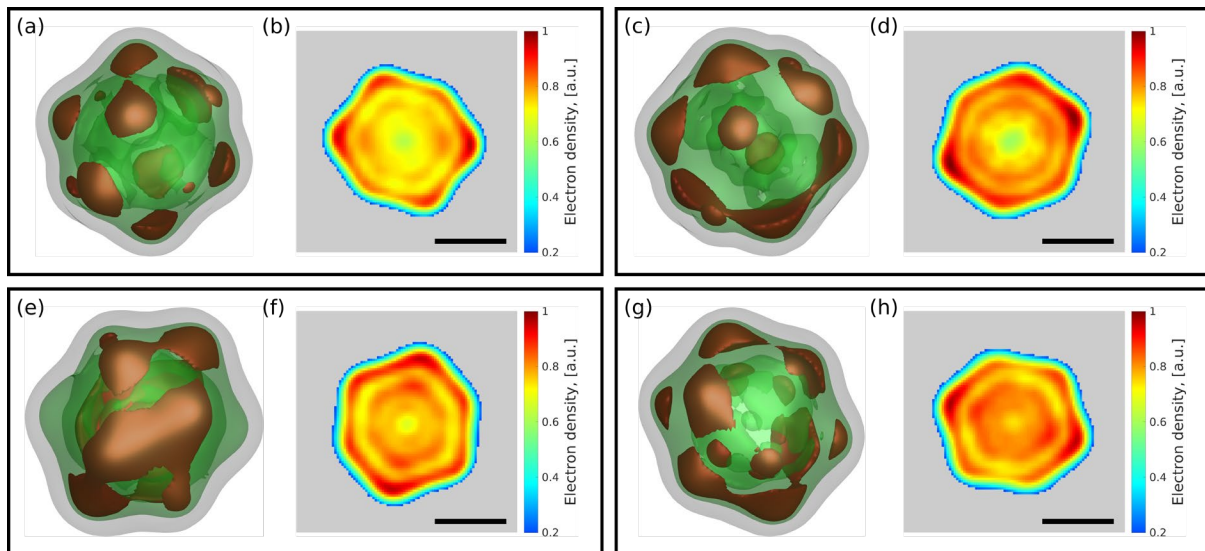 (a)
(b)
1
0.8
0.6
0.4
0.2
Electron density, [a.u.]
(c)
(d)
1
0.8
0.6
0.4
0.2
Electron density, [a.u.]
(e)
(f)
1
0.8
0.6
0.4
0.2
Electron density, [a.u.]
(g)
(h)
1
0.8
0.6
0.4
0.2
Electron density, [a.u.]